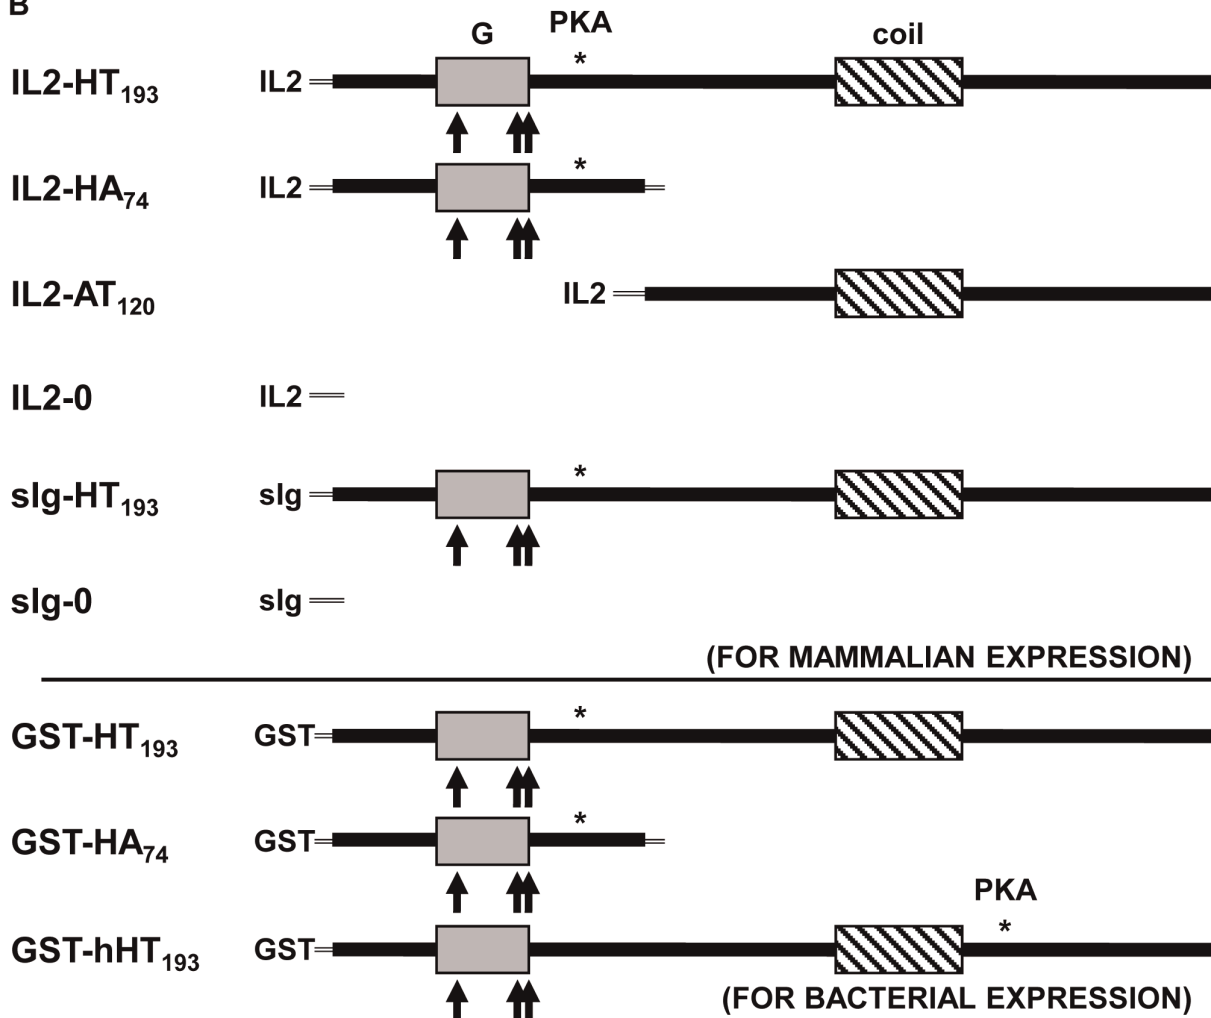 B
PKA
G coil
*
IL2-HT193 IL2
*
IL2-HA74 IL2
IL2-AT120 IL2
IL2-0 IL2
*
sIg-HT193 sIg
sIg-0 sIg
(FOR MAMMALIAN EXPRESSION)
*
GST-HT193 GST
*
GST-HA74 GST
PKA
*
GST-hHT193 GST
(FOR BACTERIAL EXPRESSION)